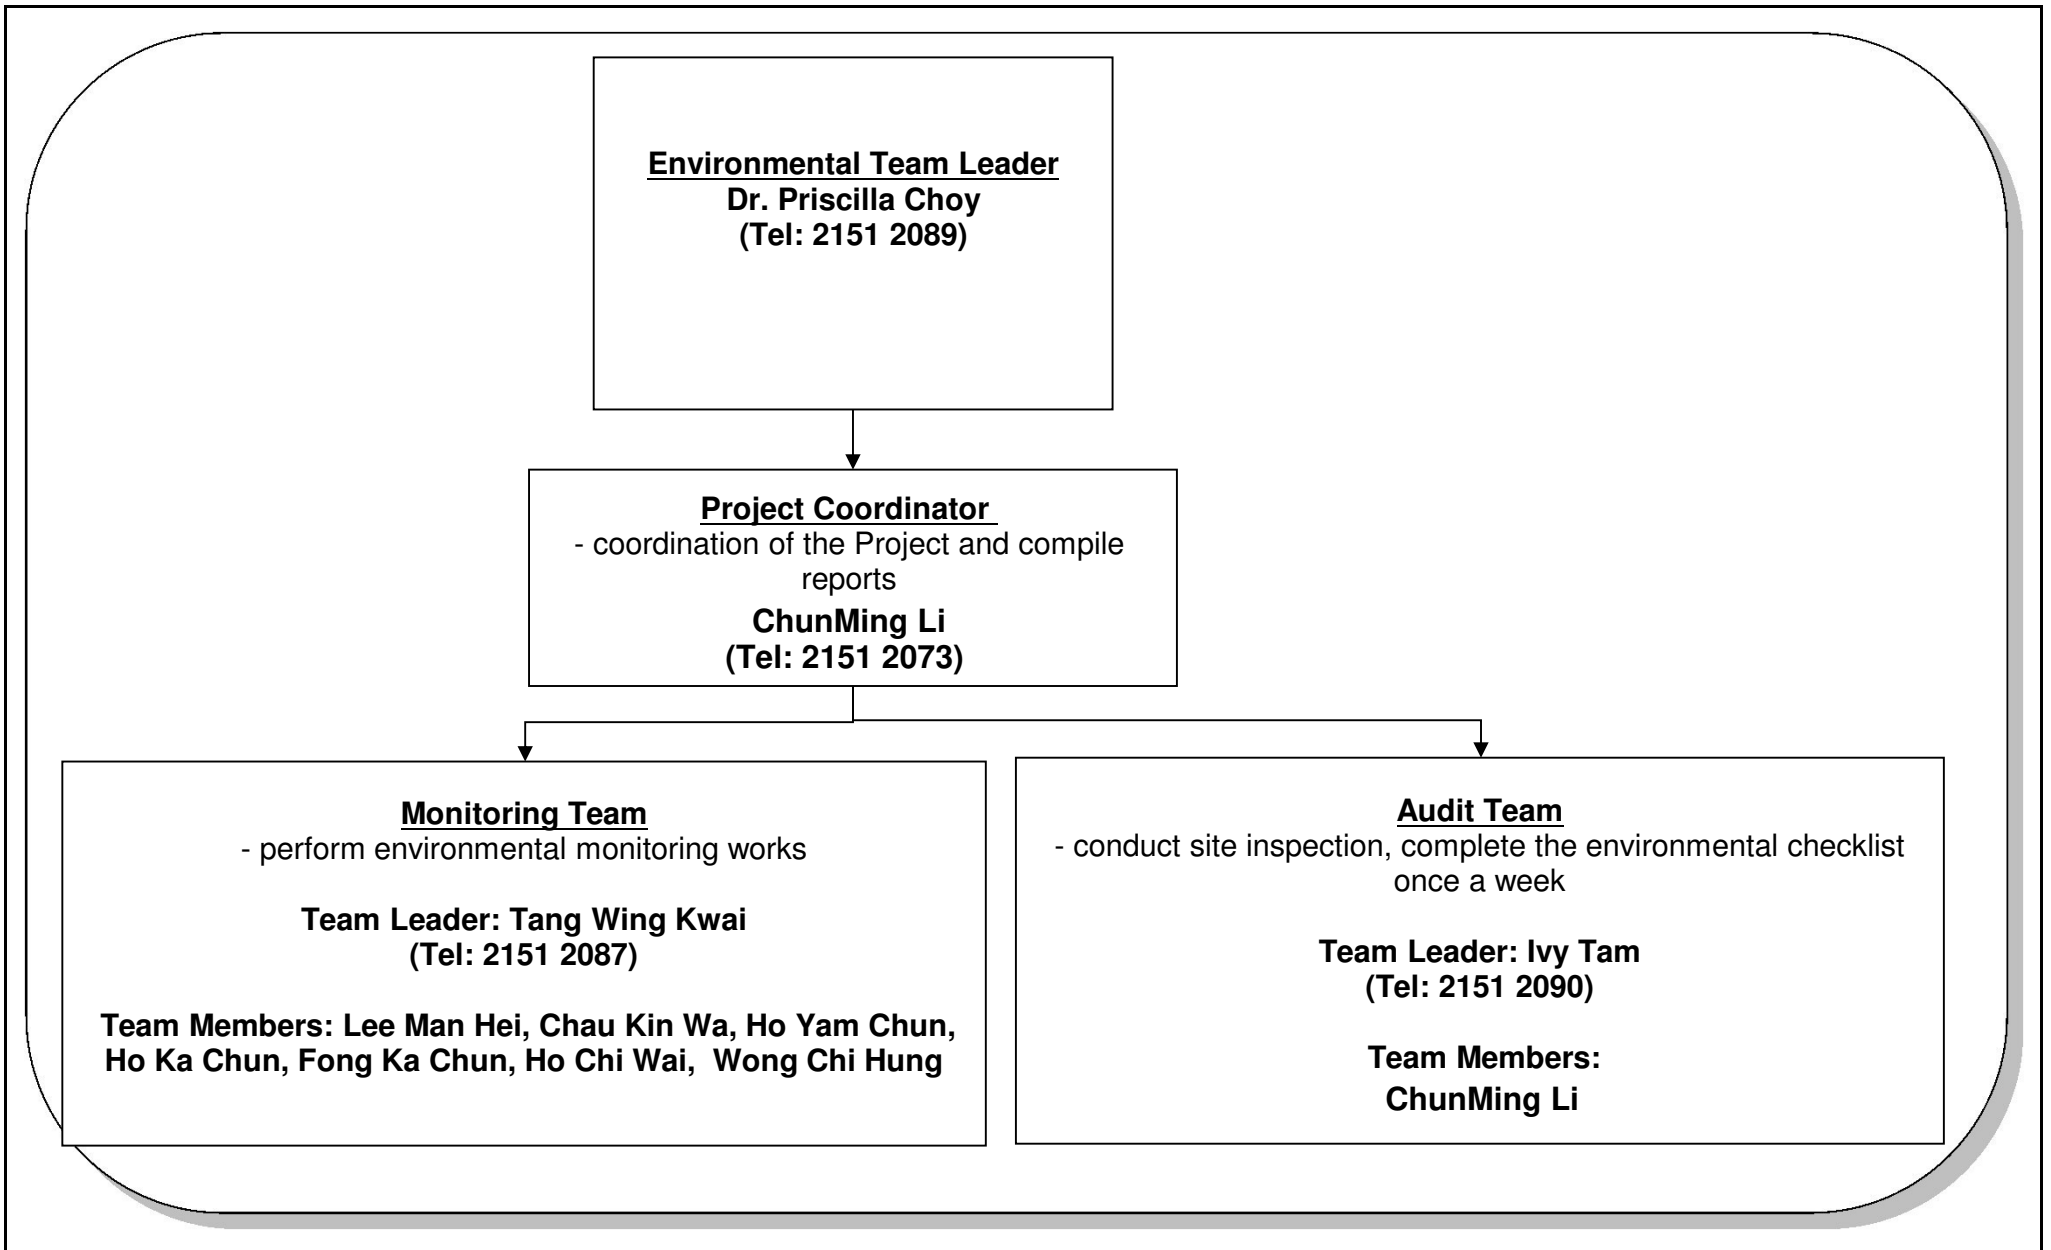 Environmental Team Leader
Dr. Priscilla Choy
(Tel: 2151 2089)
Project Coordinator
- coordination of the Project and compile
reports
ChunMing Li
(Tel: 2151 2073)
Monitoring Team
- perform environmental monitoring works
Team Leader: Tang Wing Kwai
(Tel: 2151 2087)
Team Members: Lee Man Hei, Chau Kin Wa, Ho Yam Chun,
Ho Ka Chun, Fong Ka Chun, Ho Chi Wai,  Wong Chi Hung
Audit Team
- conduct site inspection, complete the environmental checklist
once a week
Team Leader: Ivy Tam
(Tel: 2151 2090)
Team Members:
ChunMing Li